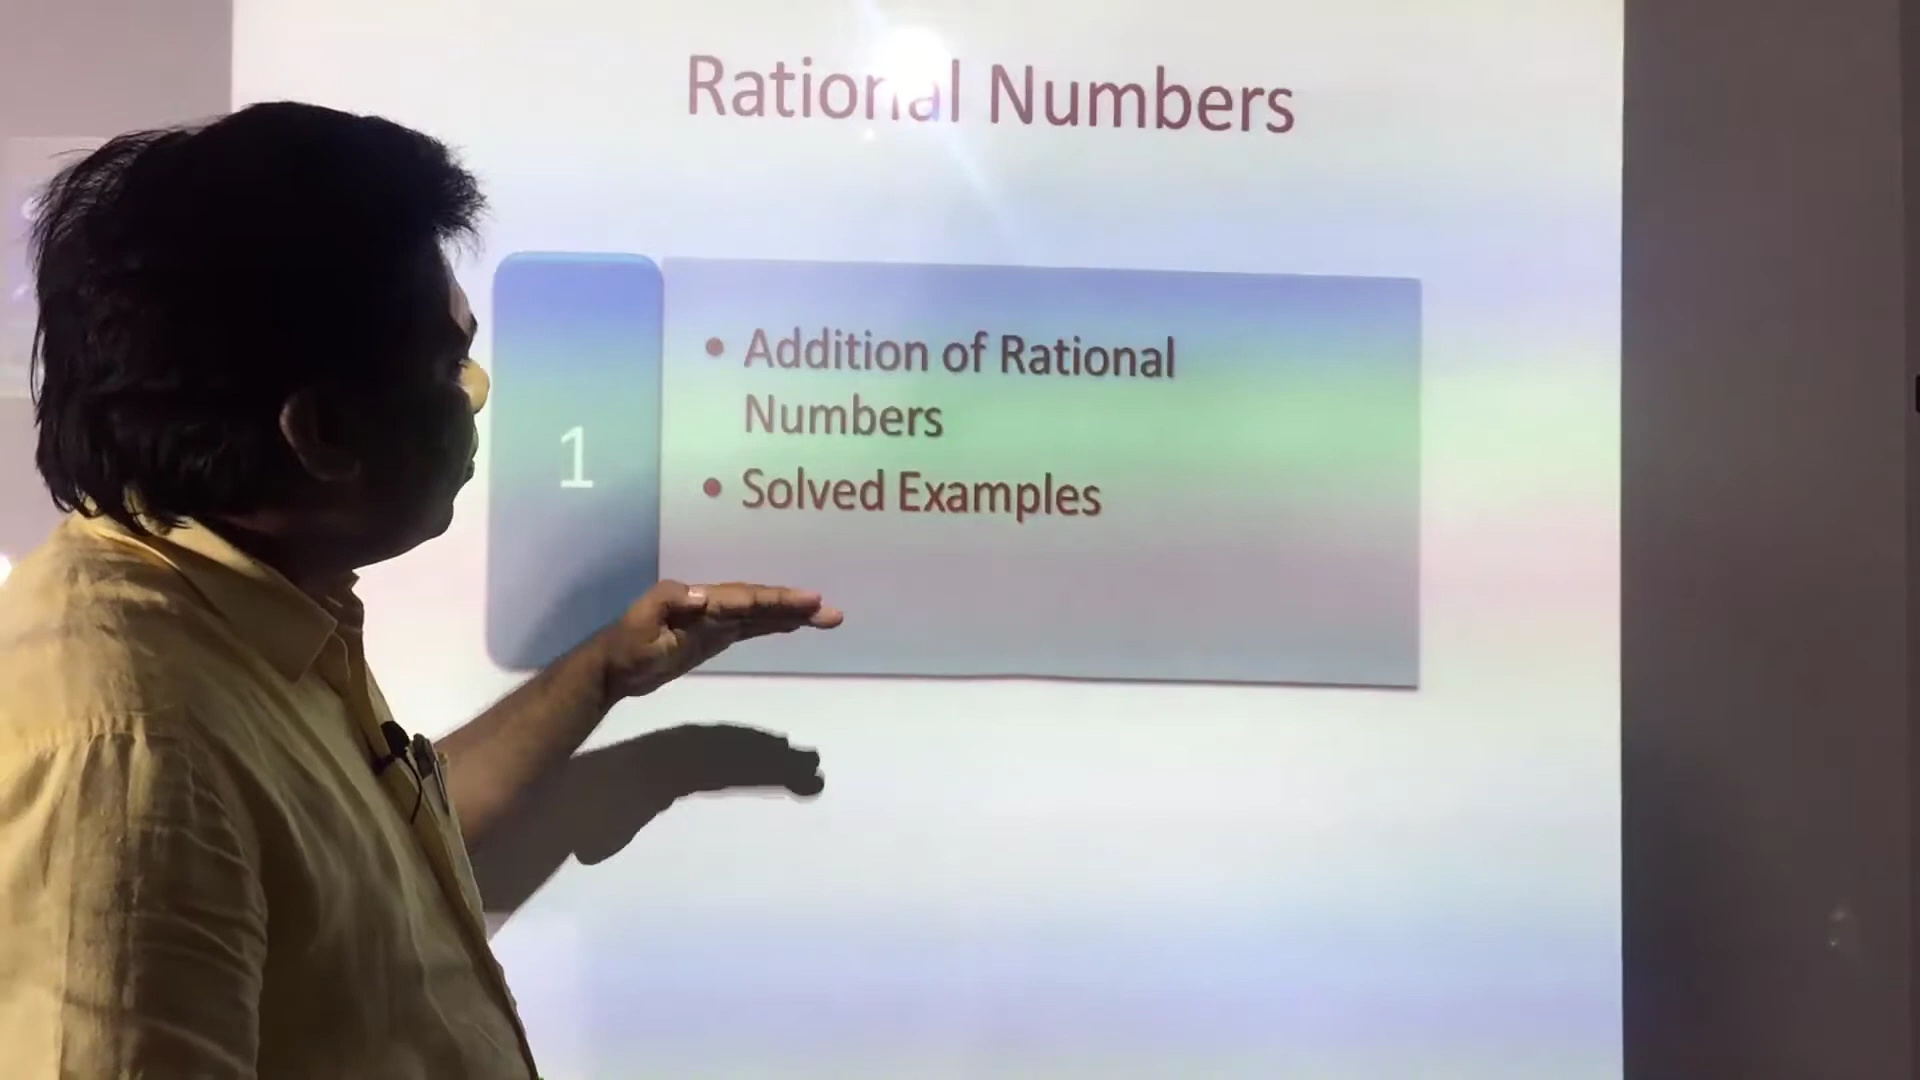 Rational Numbers
1
• Addition of Rational
Numbers
• Solved Examples